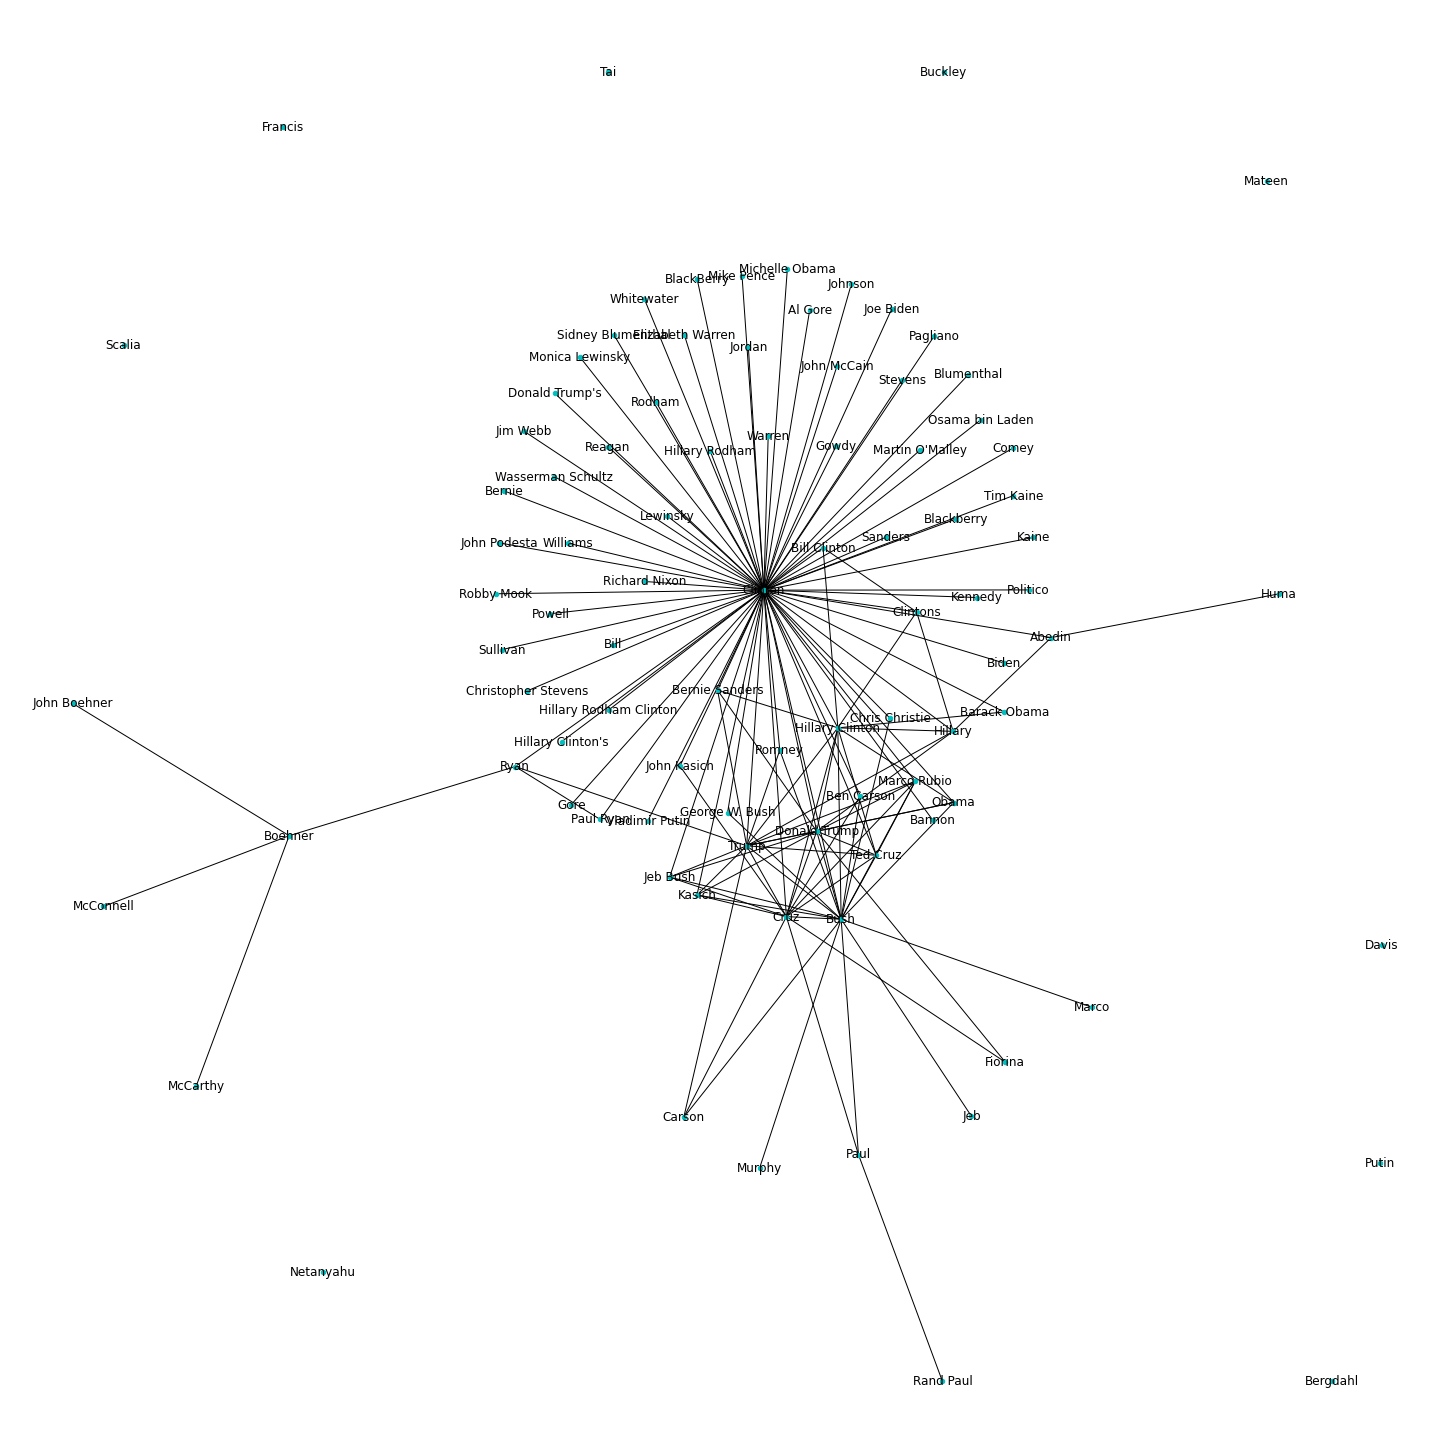 Tai
Buckley
Francis
Mateen
Michelle Obama
Mike Pence
BlackBerry
Johnson
Whitewater
Al Gore
Joe Biden
Sidney Blumenthal
Elizabeth Warren
Pagliano
Scalia
Jordan
Monica Lewinsky
John McCain
Blumenthal
Stevens
Donald Trump's
Rodham
Osama bin Laden
Jim Webb
Warren
Reagan
Gowdy
Comey
Hillary Rodham
Martin O'Malley
Wasserman Schultz
Bernie
Tim Kaine
Lewinsky
Blackberry
Sanders
Kaine
John Podesta
Williams
Bill Clinton
Richard Nixon
Clinton
Politico
Robby Mook
Huma
Kennedy
Powell
Clintons
Abedin
Bill
Sullivan
Biden
Christopher Stevens
Bernie Sanders
John Boehner
Hillary Rodham Clinton
Barack Obama
Chris Christie
Hillary Clinton
Hillary
Hillary Clinton's
Romney
Ryan
John Kasich
Marco Rubio
Ben Carson
Obama
Gore
George W. Bush
Paul Ryan
Vladimir Putin
Bannon
Donald Trump
Boehner
Trump
Ted Cruz
Jeb Bush
Kasich
McConnell
Cruz
Bush
Davis
Marco
Fiorina
McCarthy
Carson
Jeb
Paul
Putin
Murphy
Netanyahu
Rand Paul
Bergdahl